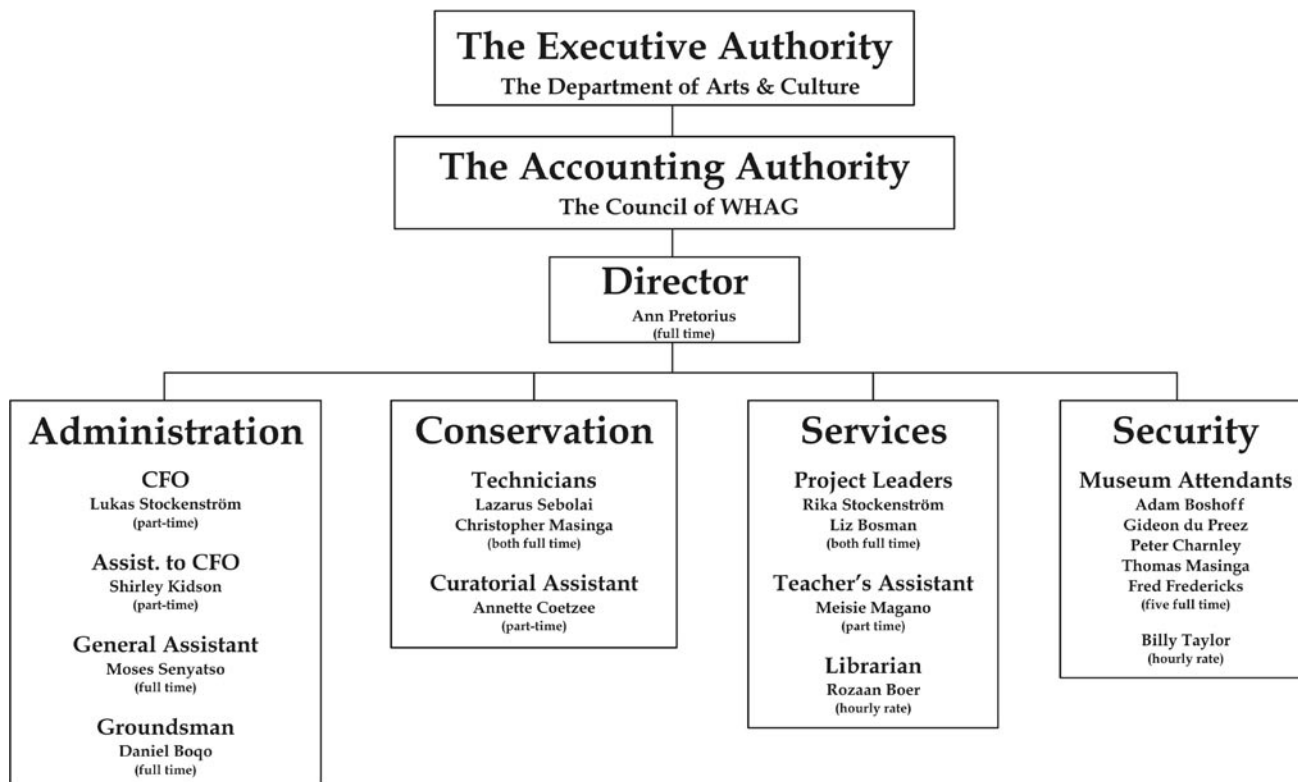 The Executive Authority
The Department of Arts & Culture
The Accounting Authority
The Council of WHAG
Director
Ann Pretorius
(full time)
Administration
CFO
Lukas Stockenström
(part-time)
Assist. to CFO
Shirley Kidson
(part-time)
General Assistant
Moses Senyatso
(full time)
Groundsman
Daniel Boqo
(full time)
Conservation
Technicians
Lazarus Sebolai
Christopher Masinga
(both full time)
Curatorial Assistant
Annette Coetzee
(part-time)
Services
Project Leaders
Rika Stockenström
Liz Bosman
(both full time)
Teacher’s Assistant
Meisie Magano
(part time)
Librarian
Rozaan Boer
(hourly rate)
Security
Museum Attendants
Adam Boshoff
Gideon du Preez
Peter Charnley
Thomas Masinga
Fred Fredericks
(five full time)
Billy Taylor
(hourly rate)